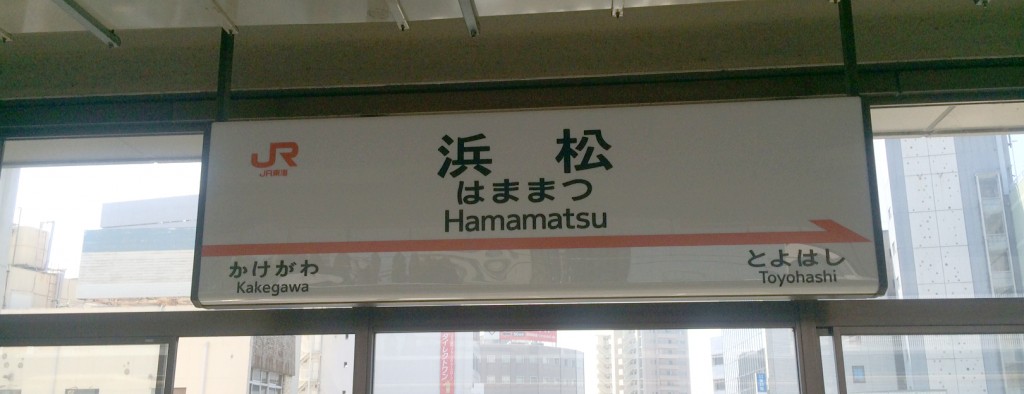 JR
JR東海
浜松
はままつ
Hamamatsu
かけがわ
Kakegawa
とよはし
Toyohashi